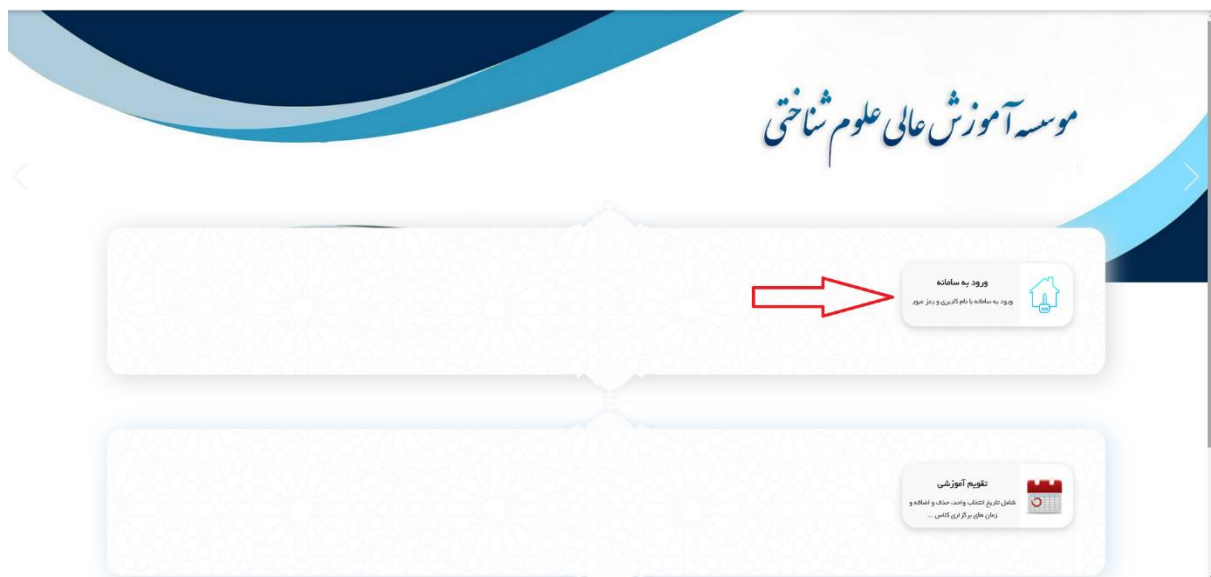 موسسه آموزش عالی علوم شناختی
ورود به سامانه
ورود به سامانه با نام کاربری و رمز عبور
تقویم آموزشی
شامل تاریخ انتخاب واحد، حذف و اضافه و
زمان های برگزاری کلاس ...